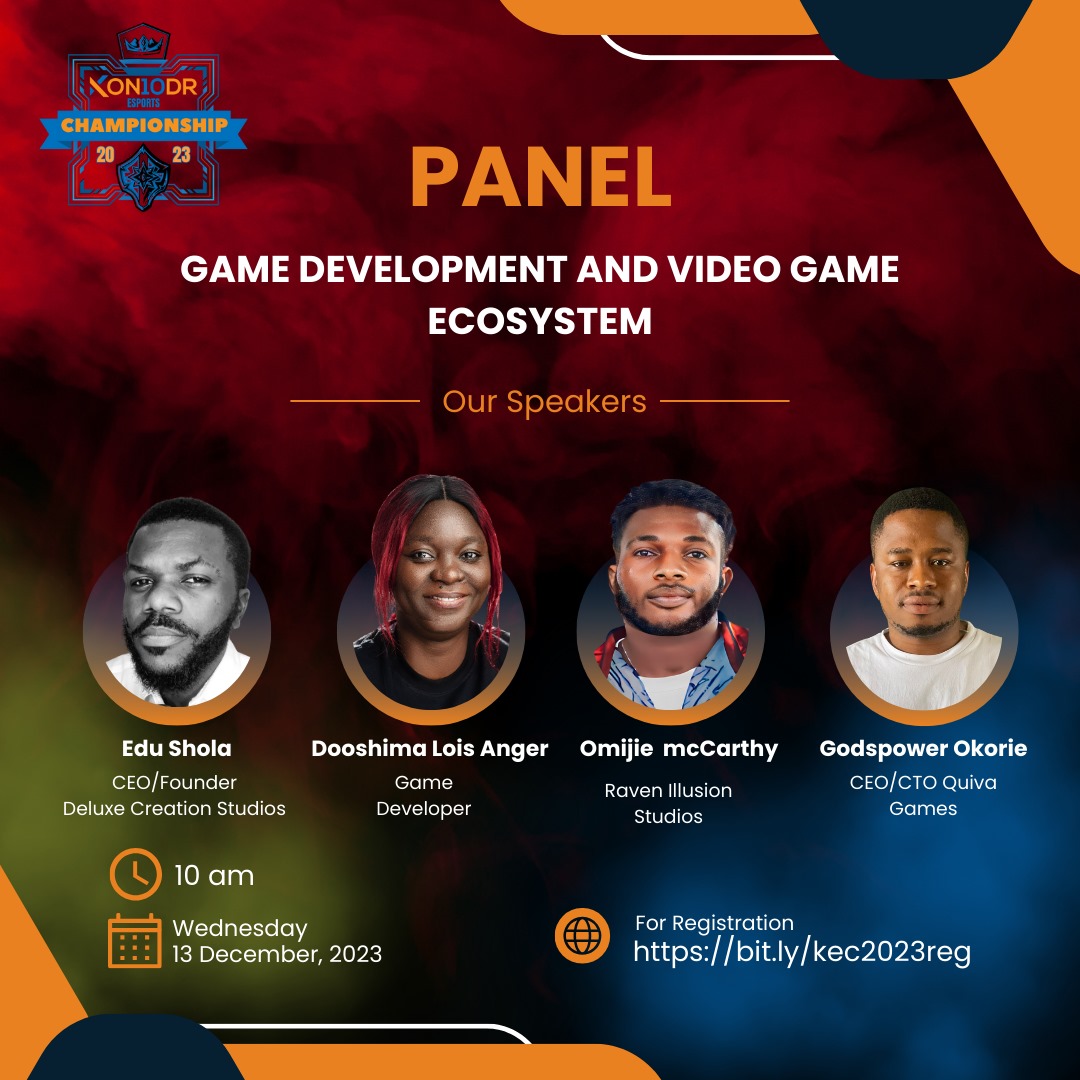 KON10DR
ESPORTS
CHAMPIONSHIP
20 23
PANEL
GAME DEVELOPMENT AND VIDEO GAME
ECOSYSTEM
Our Speakers
Edu Shola
CEO/Founder
Deluxe Creation Studios
Dooshima Lois Anger
Game
Developer
Omijie mcCarthy
Raven Illusion
Studios
Godspower Okorie
CEO/CTO Quiva
Games
10 am
Wednesday
13 December, 2023
For Registration
https://bit.ly/kec2023reg